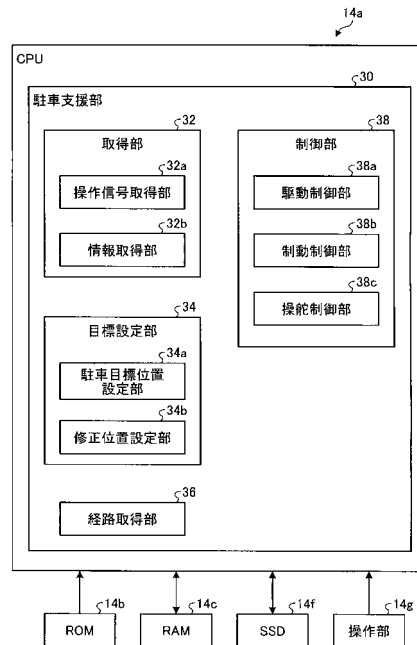 14a
CPU
30
駐車支援部
32
取得部
32a
操作信号取得部
32b
情報取得部
38
制御部
38a
駆動制御部
38b
制動制御部
38c
操舵制御部
34
目標設定部
34a
駐車目標位置
設定部
34b
修正位置設定部
36
経路取得部
14b
ROM
14c
RAM
14f
SSD
14g
操作部